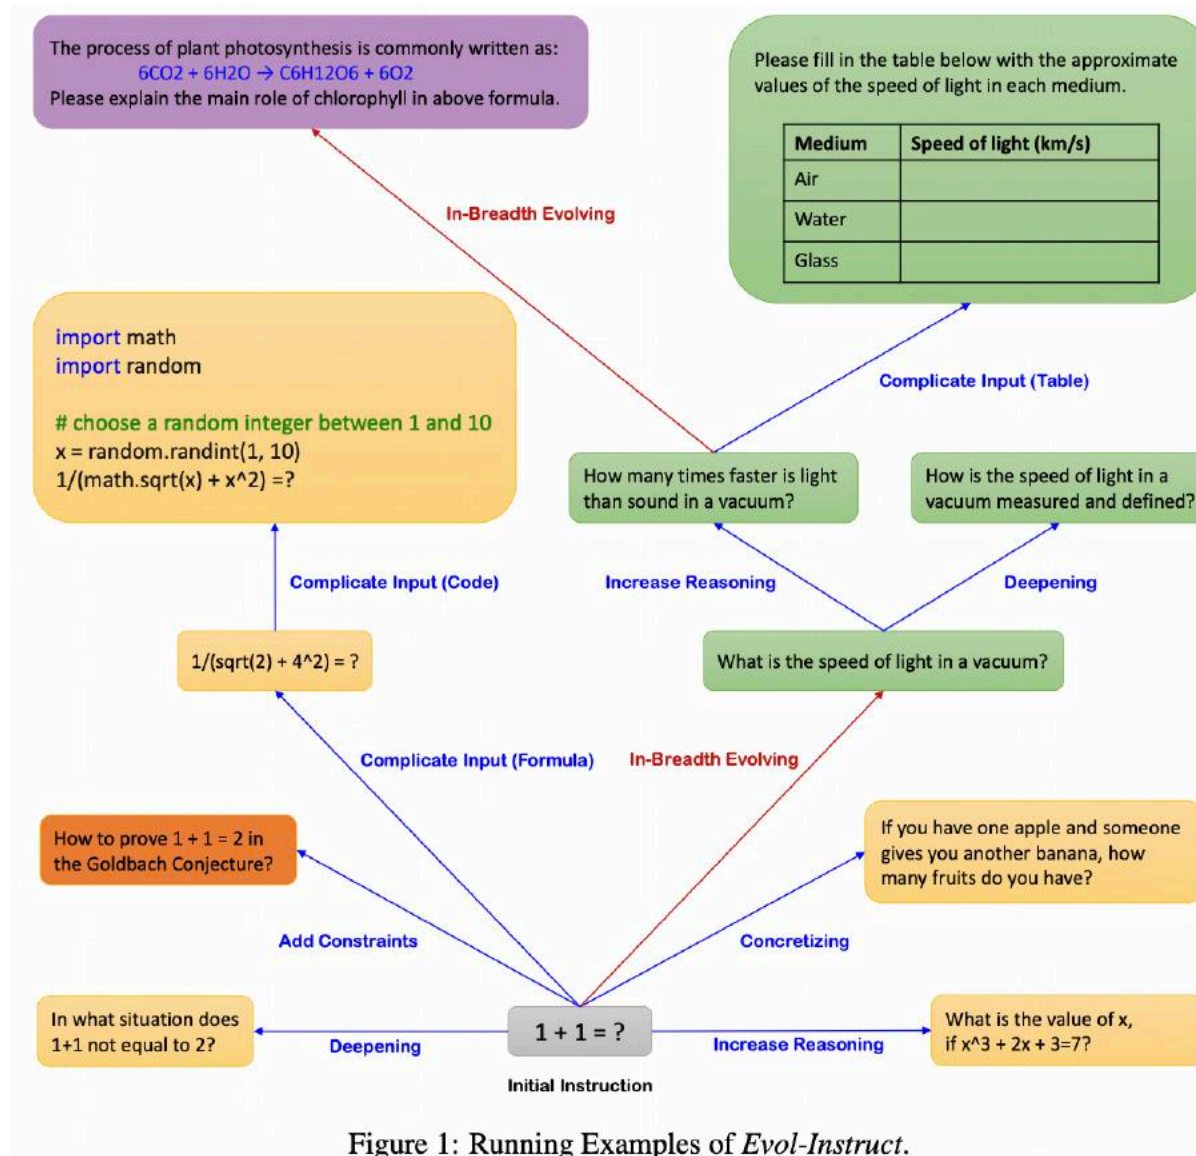 The process of plant photosynthesis is commonly written as:
6CO2 + 6H2O → C6H12O6 + 6O2
Please explain the main role of chlorophyll in above formula.
Please fill in the table below with the approximate
values of the speed of light in each medium.
Medium Speed of light (km/s)
Air
Water
Glass
In-Breadth Evolving
import math
import random
# choose a random integer between 1 and 10
x = random.randint(1, 10)
1/(math.sqrt(x) + x^2) =?
Complicate Input (Table)
How many times faster is light
than sound in a vacuum?
How is the speed of light in a
vacuum measured and defined?
Complicate Input (Code)
Increase Reasoning
Deepening
1/(sqrt(2) + 4^2) = ?
What is the speed of light in a vacuum?
Complicate Input (Formula)
In-Breadth Evolving
How to prove 1 + 1 = 2 in
the Goldbach Conjecture?
If you have one apple and someone
gives you another banana, how
many fruits do you have?
Add Constraints
Concretizing
In what situation does
1+1 not equal to 2?
Deepening
1 + 1 = ?
Increase Reasoning
What is the value of x,
if x^3 + 2x + 3=7?
Initial Instruction
Figure 1: Running Examples of Evol-Instruct.